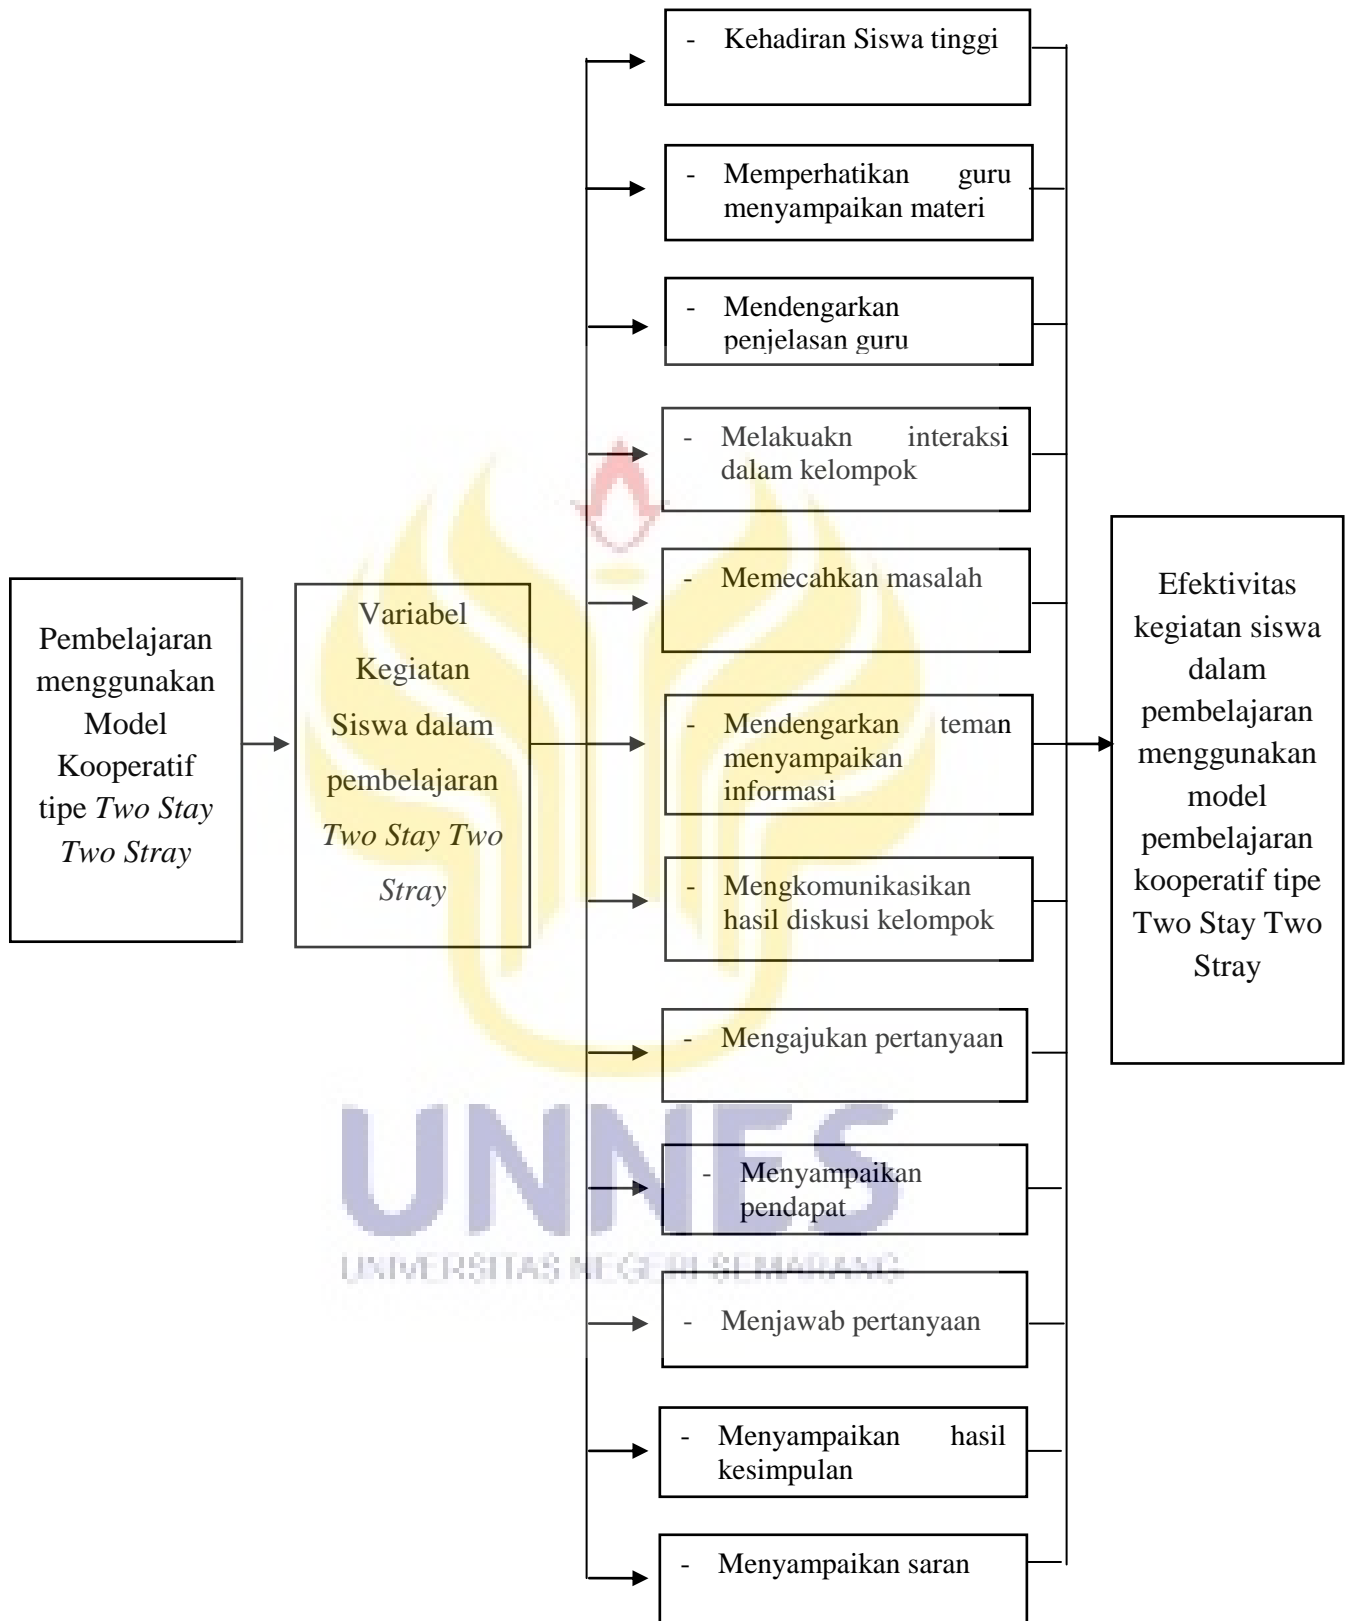 Pembelajaran
menggunakan
Model
Kooperatif
tipe Two Stay
Two Stray
Variabel
Kegiatan
Siswa dalam
pembelajaran
Two Stay Two
Stray
- Kehadiran Siswa tinggi
- Memperhatikan guru
menyampaikan materi
- Mendengarkan
penjelasan guru
- Melakuakn interaksi
dalam kelompok
- Memecahkan masalah
- Mendengarkan teman
menyampaikan
informasi
- Mengkomunikasikan
hasil diskusi kelompok
- Mengajukan pertanyaan
- Menyampaikan
pendapat
- Menjawab pertanyaan
- Menyampaikan hasil
kesimpulan
- Menyampaikan saran
Efektivitas
kegiatan siswa
dalam
pembelajaran
menggunakan
model
pembelajaran
kooperatif tipe
Two Stay Two
Stray
UNNES
UNIVERSITAS NEGERI SEMARANG